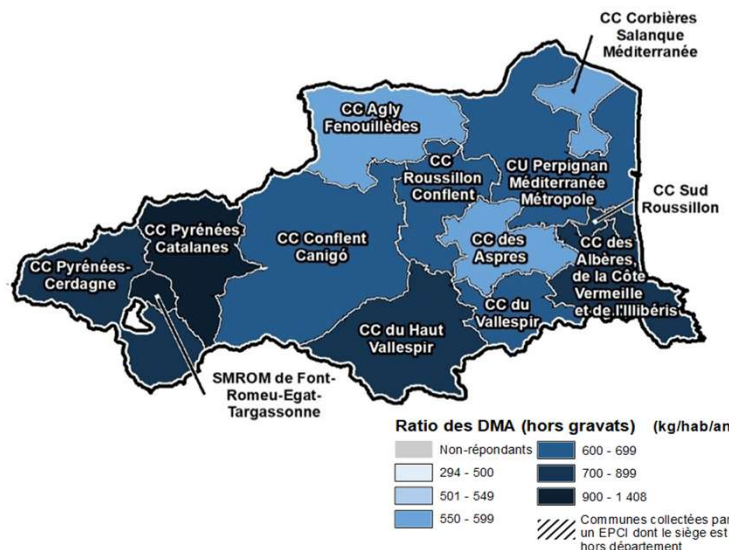 CC Corbières
Salanque
Méditerranée
CC Agly
Fenouillèdes
CC
Roussillon
Conflent
CU Perpignan
Méditerranée
Métropole
CC Sud
Roussillon
CC Pyrénées
Catalanes
CC Conflent
Canigó
CC des
Aspres
CC des
Albères,
de la Côte
Vermeille
et de l'Illibéris
CC Pyrénées-
Cerdagne
CC du
Vallespir
CC du Haut
Vallespir
SMROM de Font-
Romeu-Egat-
Targassonne
Ratio des DMA (hors gravats) (kg/hab/an
Non-répondants
294 - 500
501 - 549
550 - 599
600 - 699
700 - 899
900 - 1 408
Communes collectées par
un EPCI dont le siège est
hors département